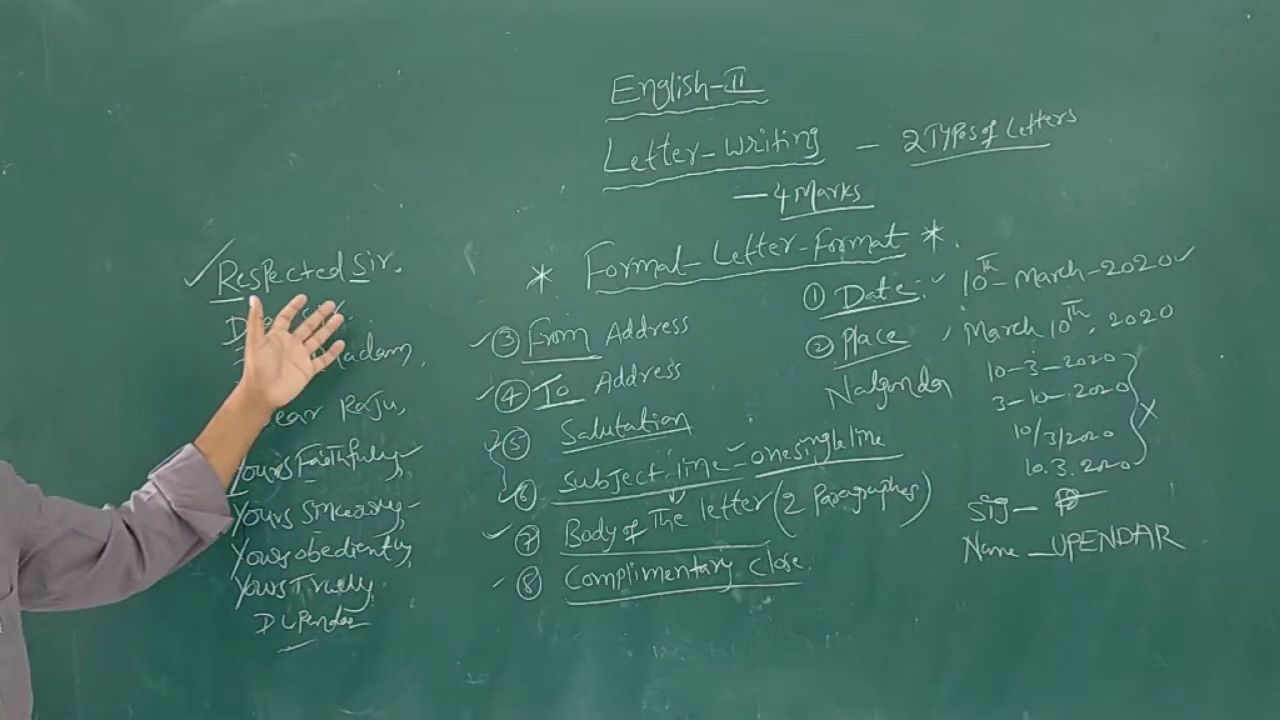 English-II
Letter-Writing - 2 Types of Letters
- 4 Marks
* Formal-Letter-Format *.
① Date:- 10th-March-2020 ✓
② Place, March 10th, 2020
Nalgonda
10-3-2020
3-10-2020
10/3/2020
10.3.2020
} X
Sig-
Name - UPENDAR
✓ ③ From Address
✓ ④ To Address
⑤ Salutation
⑥ Subject-line - one single line
✓ ⑦ Body of The letter (2 Paragraphes)
⑧ Complimentary close.
✓ Respected Sir.
Madam,
Dear Raju,
Yours Faithfully,
Yours Sincerely,
Yours obediently,
Yours Truely,